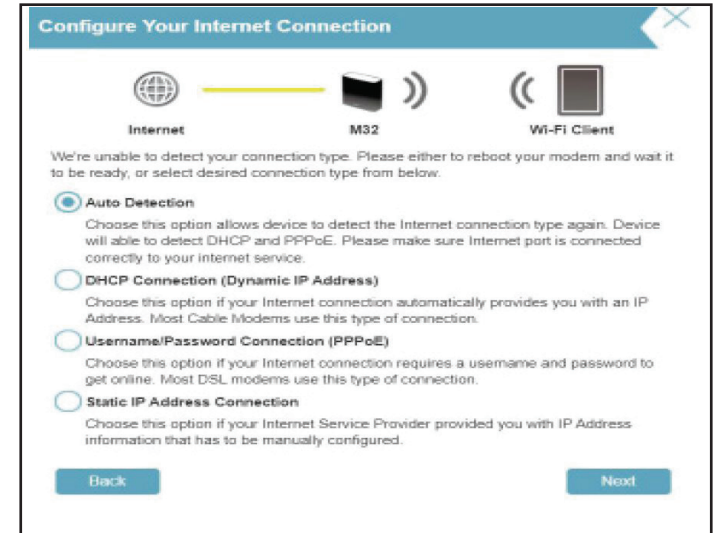 Configure Your Internet Connection
Internet
M32
Wi-Fi Client
We're unable to detect your connection type. Please either to reboot your modem and wait it
to be ready, or select desired connection type from below.
Auto Detection
Choose this option allows device to detect the Internet connection type again. Device
will able to detect DHCP and PPPoE. Please make sure Internet port is connected
correctly to your internet service.
DHCP Connection (Dynamic IP Address)
Choose this option if your Internet connection automatically provides you with an IP
Address. Most Cable Modems use this type of connection.
Username/Password Connection (PPPoE)
Choose this option if your Internet connection requires a username and password to
get online. Most DSL modems use this type of connection.
Static IP Address Connection
Choose this option if your Internet Service Provider provided you with IP Address
information that has to be manually configured.
Back
Next